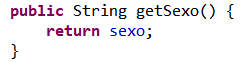 public String getSexo() {
    return sexo;
}